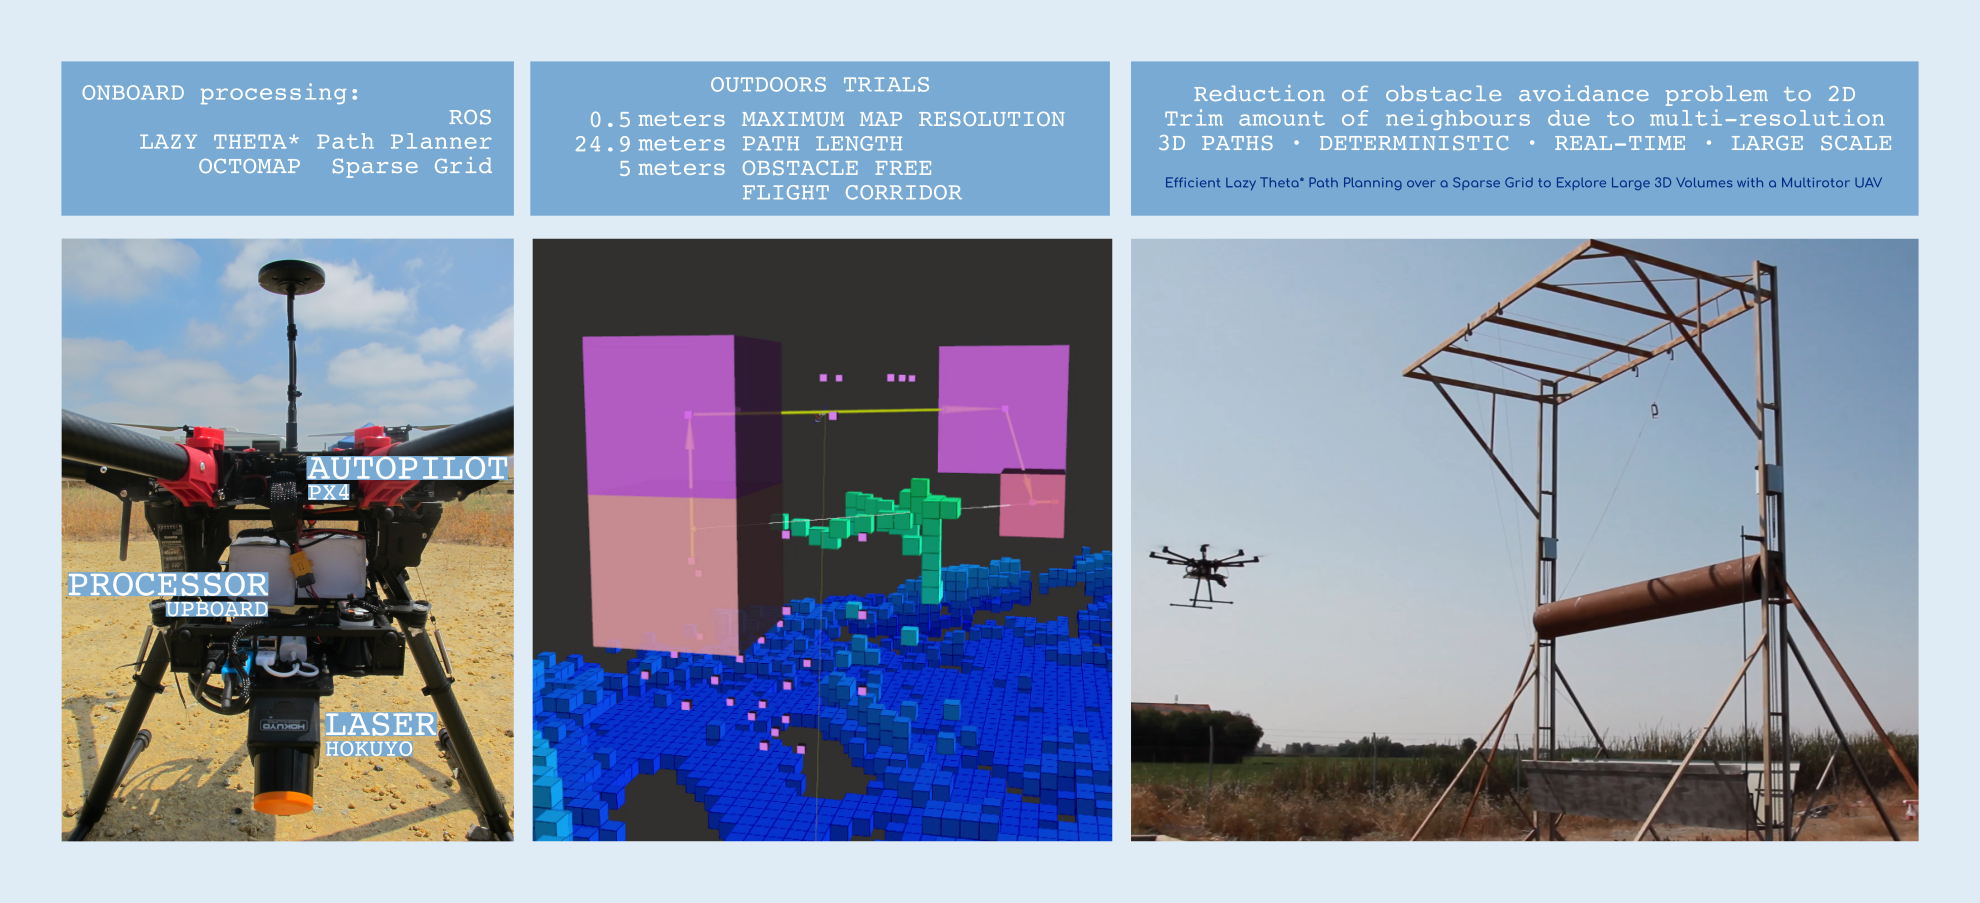 ONBOARD processing:
ROS
LAZY THETA* Path Planner
OCTOMAP Sparse Grid
OUTDOORS TRIALS
0.5 meters MAXIMUM MAP RESOLUTION
24.9 meters PATH LENGTH
5 meters OBSTACLE FREE
FLIGHT CORRIDOR
Reduction of obstacle avoidance problem to 2D
Trim amount of neighbours due to multi-resolution
3D PATHS · DETERMINISTIC · REAL-TIME · LARGE SCALE
Efficient Lazy Theta* Path Planning over a Sparse Grid to Explore Large 3D Volumes with a Multirotor UAV
AUTOPILOT
PX4
PROCESSOR
UPBOARD
LASER
HOKUYO
HOKUYO